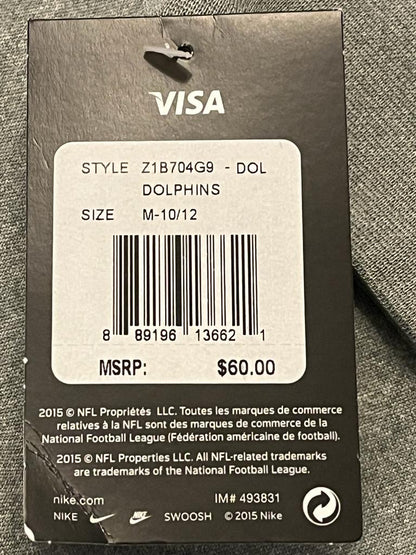 VISA
STYLE Z1B704G9 - DOL
DOLPHINS
SIZE M-10/12
8 89196 13662 1
MSRP: $60.00
2015 © NFL Propriétés LLC. Toutes les marques de commerce
relatives à la NFL sont des marques de commerce de la
National Football League (Fédération américaine de football).
2015 © NFL Properties LLC. All NFL-related trademarks
are trademarks of the National Football League.
nike.com IM# 493831
NIKE NIKE SWOOSH © 2015 Nike